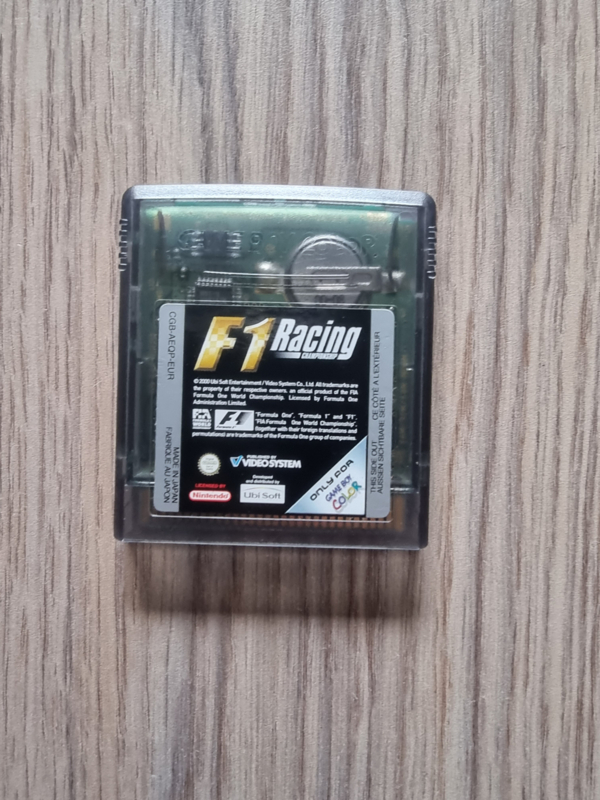 F1 Racing
CHAMPIONSHIP
© 2000 Ubi Soft Entertainment / Video System Co., Ltd. All trademarks are
the property of their respective owners. an official product of the FIA
Formula One World Championship. Licensed by Formula One
Administration Limited.
F1
"Formula One", "Formula 1" and "F1",
"FIA Formula One World Championship",
(together with their foreign translations and
permutations) are trademarks of the Formula One group of companies.
PUBLISHED BY
VIDEOSYSTEM
LICENSED BY
Nintendo
Developed
and distributed by
Ubi Soft
ONLY FOR
GAME BOY
COLOR
CGB-AEQP-EUR
MADE IN JAPAN
FABRIQUÉ AU JAPON
THIS SIDE OUT CE CÔTÉ À L'EXTÉRIEUR
AUSSEN SICHTBARE SEITE